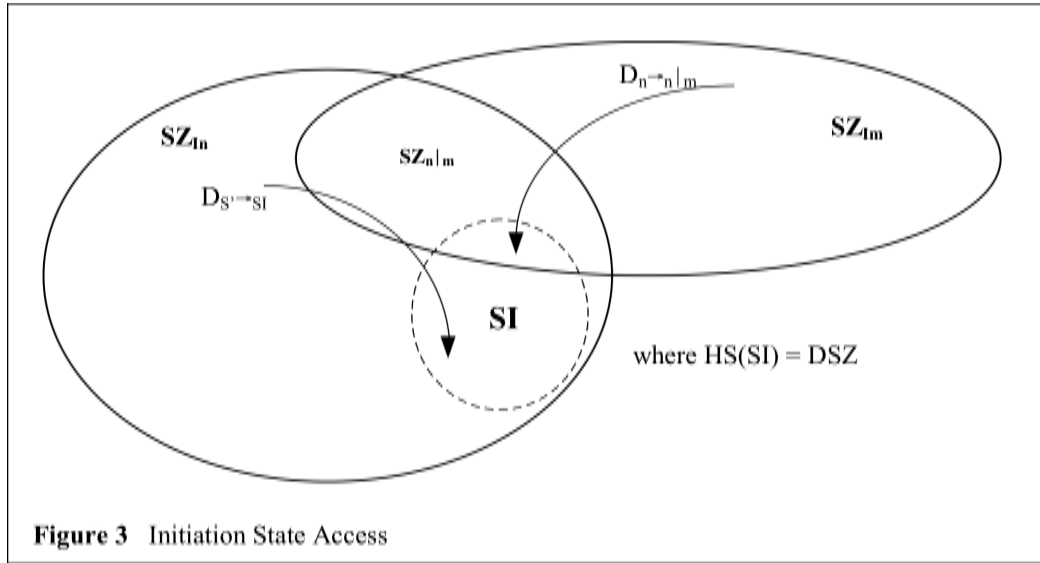 D_{n→n|m}
SZ_{In}
SZ_{Im}
SZ_{n|m}
D_{S'→SI}
SI
where HS(SI) = DSZ
Figure 3 Initiation State Access